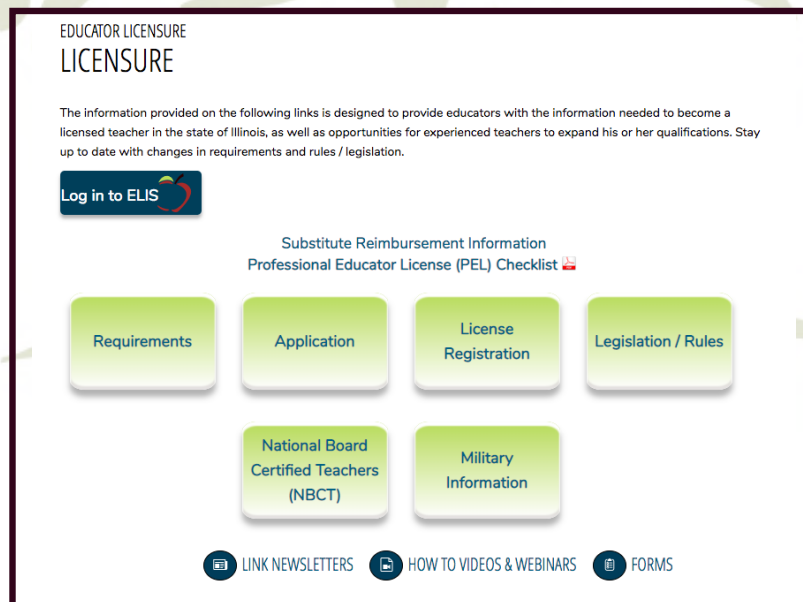 EDUCATOR LICENSURE
LICENSURE
The information provided on the following links is designed to provide educators with the information needed to become a
licensed teacher in the state of Illinois, as well as opportunities for experienced teachers to expand his or her qualifications. Stay
up to date with changes in requirements and rules / legislation.
Log in to ELIS
Substitute Reimbursement Information
Professional Educator License (PEL) Checklist
Requirements
Application
License
Registration
Legislation / Rules
National Board
Certified Teachers
(NBCT)
Military
Information
LINK NEWSLETTERS
HOW TO VIDEOS & WEBINARS
FORMS